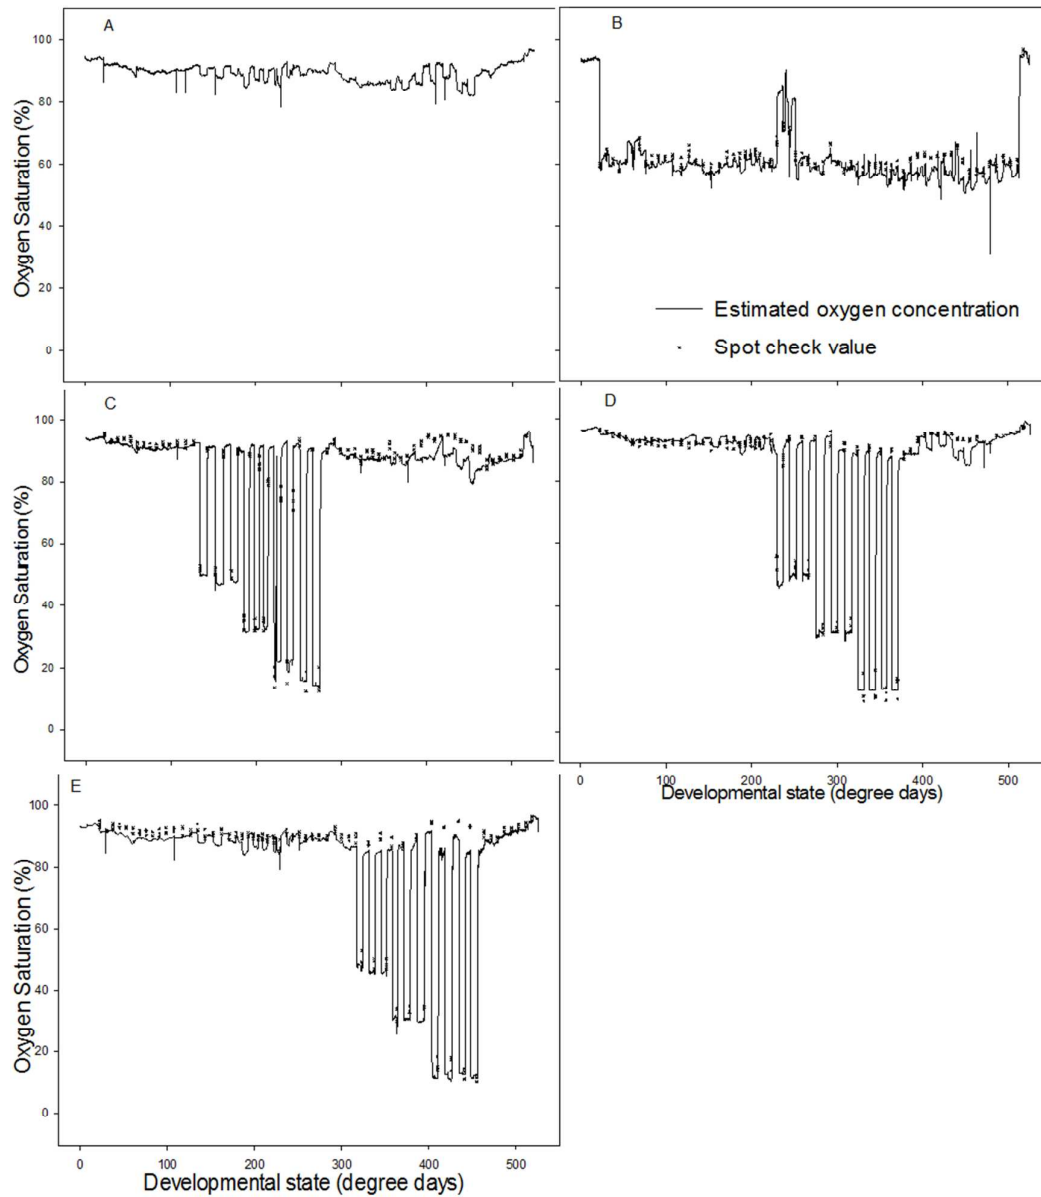 A
B
100
80
60
40
20
0
Oxygen Saturation (%)
Estimated oxygen concentration
Spot check value
C
D
100
80
60
40
20
0
Oxygen Saturation (%)
0 100 200 300 400 500
Developmental state (degree days)
E
100
80
60
40
20
0
Oxygen Saturation (%)
0 100 200 300 400 500
Developmental state (degree days)